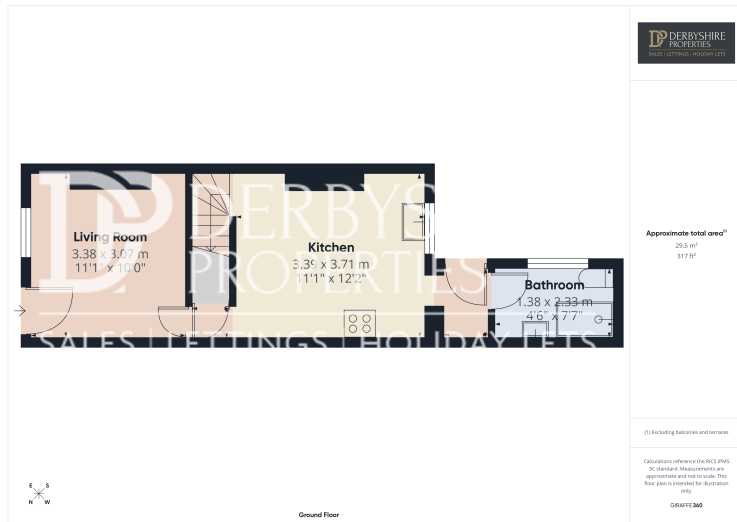 DERBYSHIRE
PROPERTIES
SALES | LETTINGS | HOLIDAY LETS
DERBYSHIRE
PROPERTIES
SALES | LETTINGS | HOLIDAY LETS
Living Room
3.38 x 3.07 m
11'1" x 10'0"
Kitchen
3.39 x 3.71 m
11'1" x 12'2"
Bathroom
1.38 x 2.33 m
4'6" x 7'7"
Approximate total area(1)
29.5 m²
317 ft²
(1) Excluding balconies and terraces
Calculations reference the RICS IPMS
3C standard. Measurements are
approximate and not to scale. This
floor plan is intended for illustration
only.
GIRAFFE360
E S
N W
Ground Floor